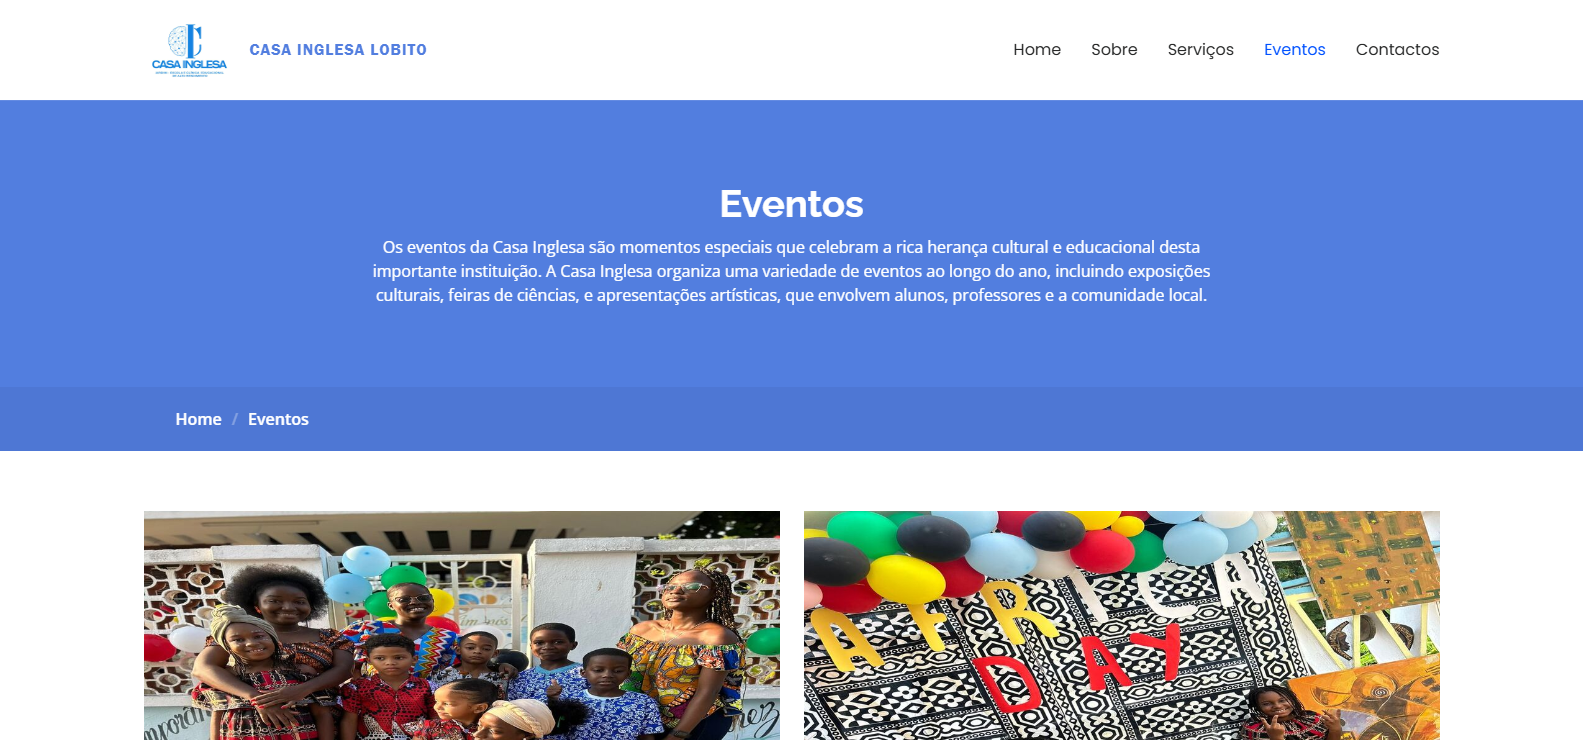 CASA INGLESA
CASA INGLESA LOBITO
Home
Sobre
Serviços
Eventos
Contactos
Eventos
Os eventos da Casa Inglesa são momentos especiais que celebram a rica herança cultural e educacional desta
importante instituição. A Casa Inglesa organiza uma variedade de eventos ao longo do ano, incluindo exposições
culturais, feiras de ciências, e apresentações artísticas, que envolvem alunos, professores e a comunidade local.
Home / Eventos
AFRICA
DAY